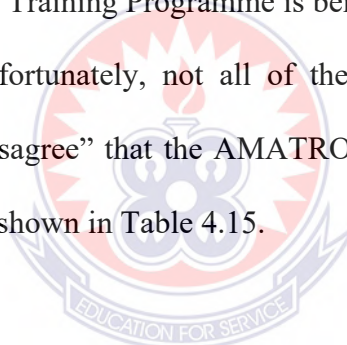 Training Programme is be
fortunately, not all of the
sagree” that the AMATRO
shown in Table 4.15.
EDUCATION FOR SERVICE